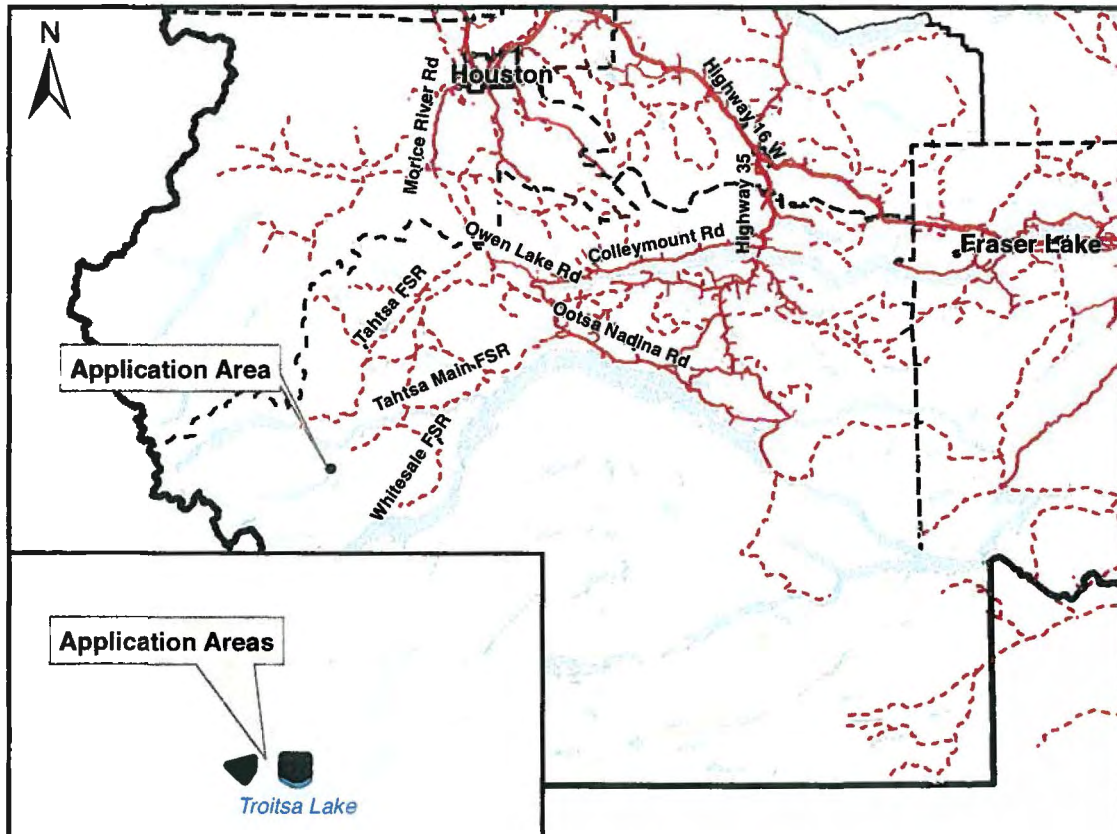 N
Houston
Highway 16 W
Morice River Rd
Highway 35
Owen Lake Rd
Colleymount Rd
Fraser Lake
Tahtsa FSR
Ootsa Nadina Rd
Application Area
Tahtsa Main FSR
Whitesale FSR
Application Areas
Troitsa Lake